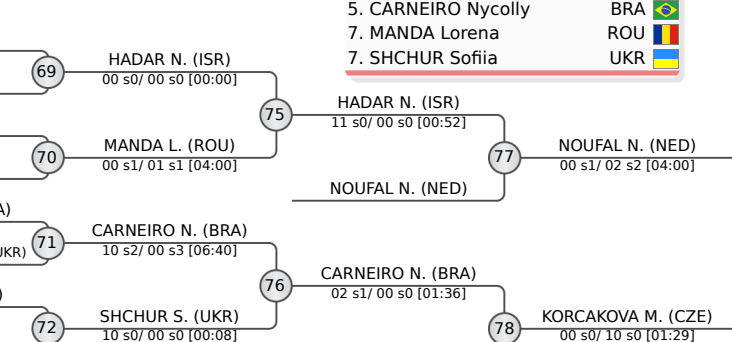 5. CARNEIRO Nycolly BRA
7. MANDA Lorena ROU
7. SHCHUR Sofiia UKR
69
HADAR N. (ISR)
00 s0/ 00 s0 [00:00]
75
HADAR N. (ISR)
11 s0/ 00 s0 [00:52]
70
MANDA L. (ROU)
00 s1/ 01 s1 [04:00]
77
NOUFAL N. (NED)
00 s1/ 02 s2 [04:00]
NOUFAL N. (NED)
A)
UKR)
71
CARNEIRO N. (BRA)
10 s2/ 00 s3 [06:40]
76
CARNEIRO N. (BRA)
02 s1/ 00 s0 [01:36]
)
72
SHCHUR S. (UKR)
10 s0/ 00 s0 [00:08]
78
KORCAKOVA M. (CZE)
00 s0/ 10 s0 [01:29]